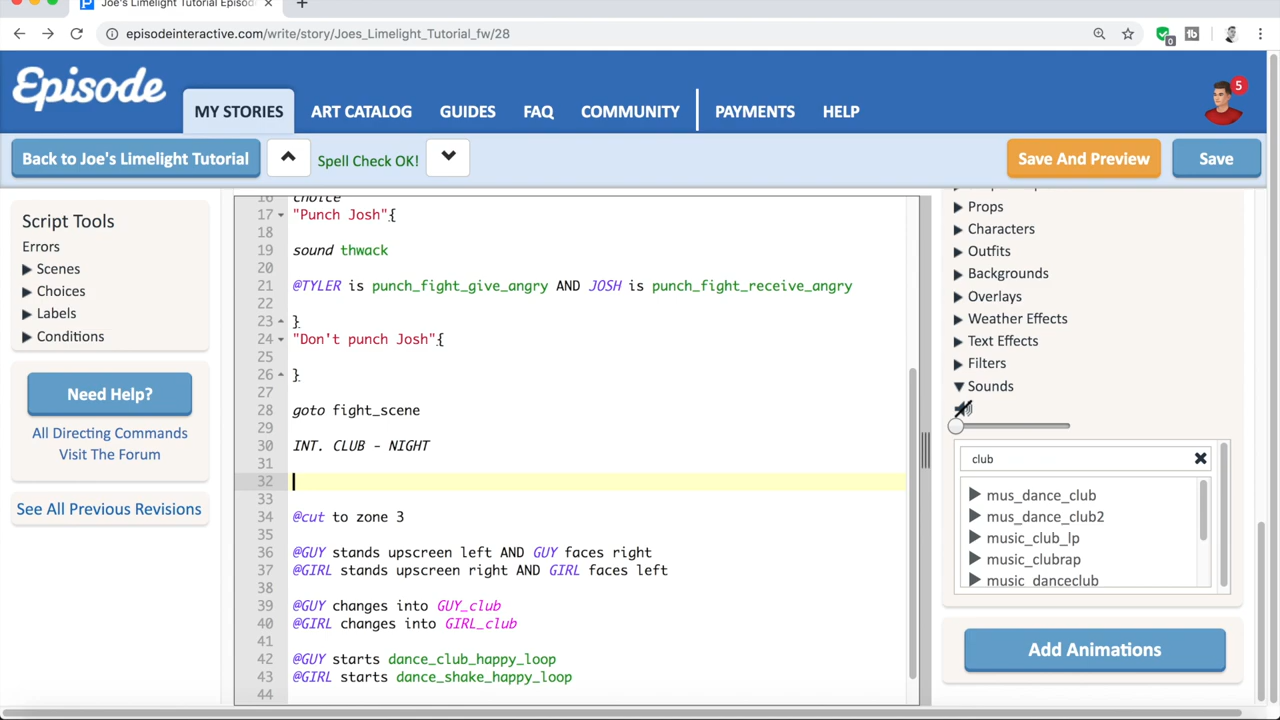 Joe's Limelight Tutorial Episod
episodeinteractive.com/write/story/Joes_Limelight_Tutorial_fw/28
0
tb
Episode
MY STORIES
ART CATALOG
GUIDES
FAQ
COMMUNITY
PAYMENTS
HELP
5
Back to Joe's Limelight Tutorial
Spell Check OK!
Save And Preview
Save
Script Tools
Errors
Scenes
Choices
Labels
Conditions
Need Help?
All Directing Commands
Visit The Forum
See All Previous Revisions
16 choice
17 "Punch Josh"{
18
19 sound thwack
20
21 @TYLER is punch_fight_give_angry AND JOSH is punch_fight_receive_angry
22
23 }
24 "Don't punch Josh"{
25
26 }
27
28 goto fight_scene
29
30 INT. CLUB - NIGHT
31
32
33
34 @cut to zone 3
35
36 @GUY stands upscreen left AND GUY faces right
37 @GIRL stands upscreen right AND GIRL faces left
38
39 @GUY changes into GUY_club
40 @GIRL changes into GIRL_club
41
42 @GUY starts dance_club_happy_loop
43 @GIRL starts dance_shake_happy_loop
44
Props
Characters
Outfits
Backgrounds
Overlays
Weather Effects
Text Effects
Filters
Sounds
club
mus_dance_club
mus_dance_club2
music_club_lp
music_clubrap
music_danceclub
Add Animations